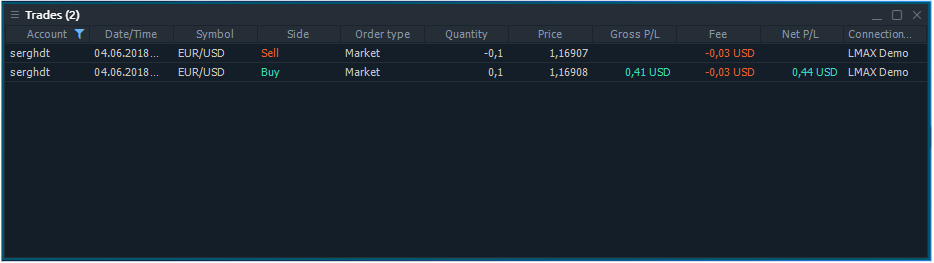 Trades (2)
Account Date/Time Symbol Side Order type Quantity Price Gross P/L Fee Net P/L Connection...
serghdt 04.06.2018... EUR/USD Sell Market -0,1 1,16907 -0,03 USD LMAX Demo
serghdt 04.06.2018... EUR/USD Buy Market 0,1 1,16908 0,41 USD -0,03 USD 0,44 USD LMAX Demo